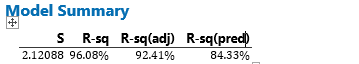 Model Summary
S R-sq R-sq(adj) R-sq(pred)
2.12088 96.08% 92.41% 84.33%